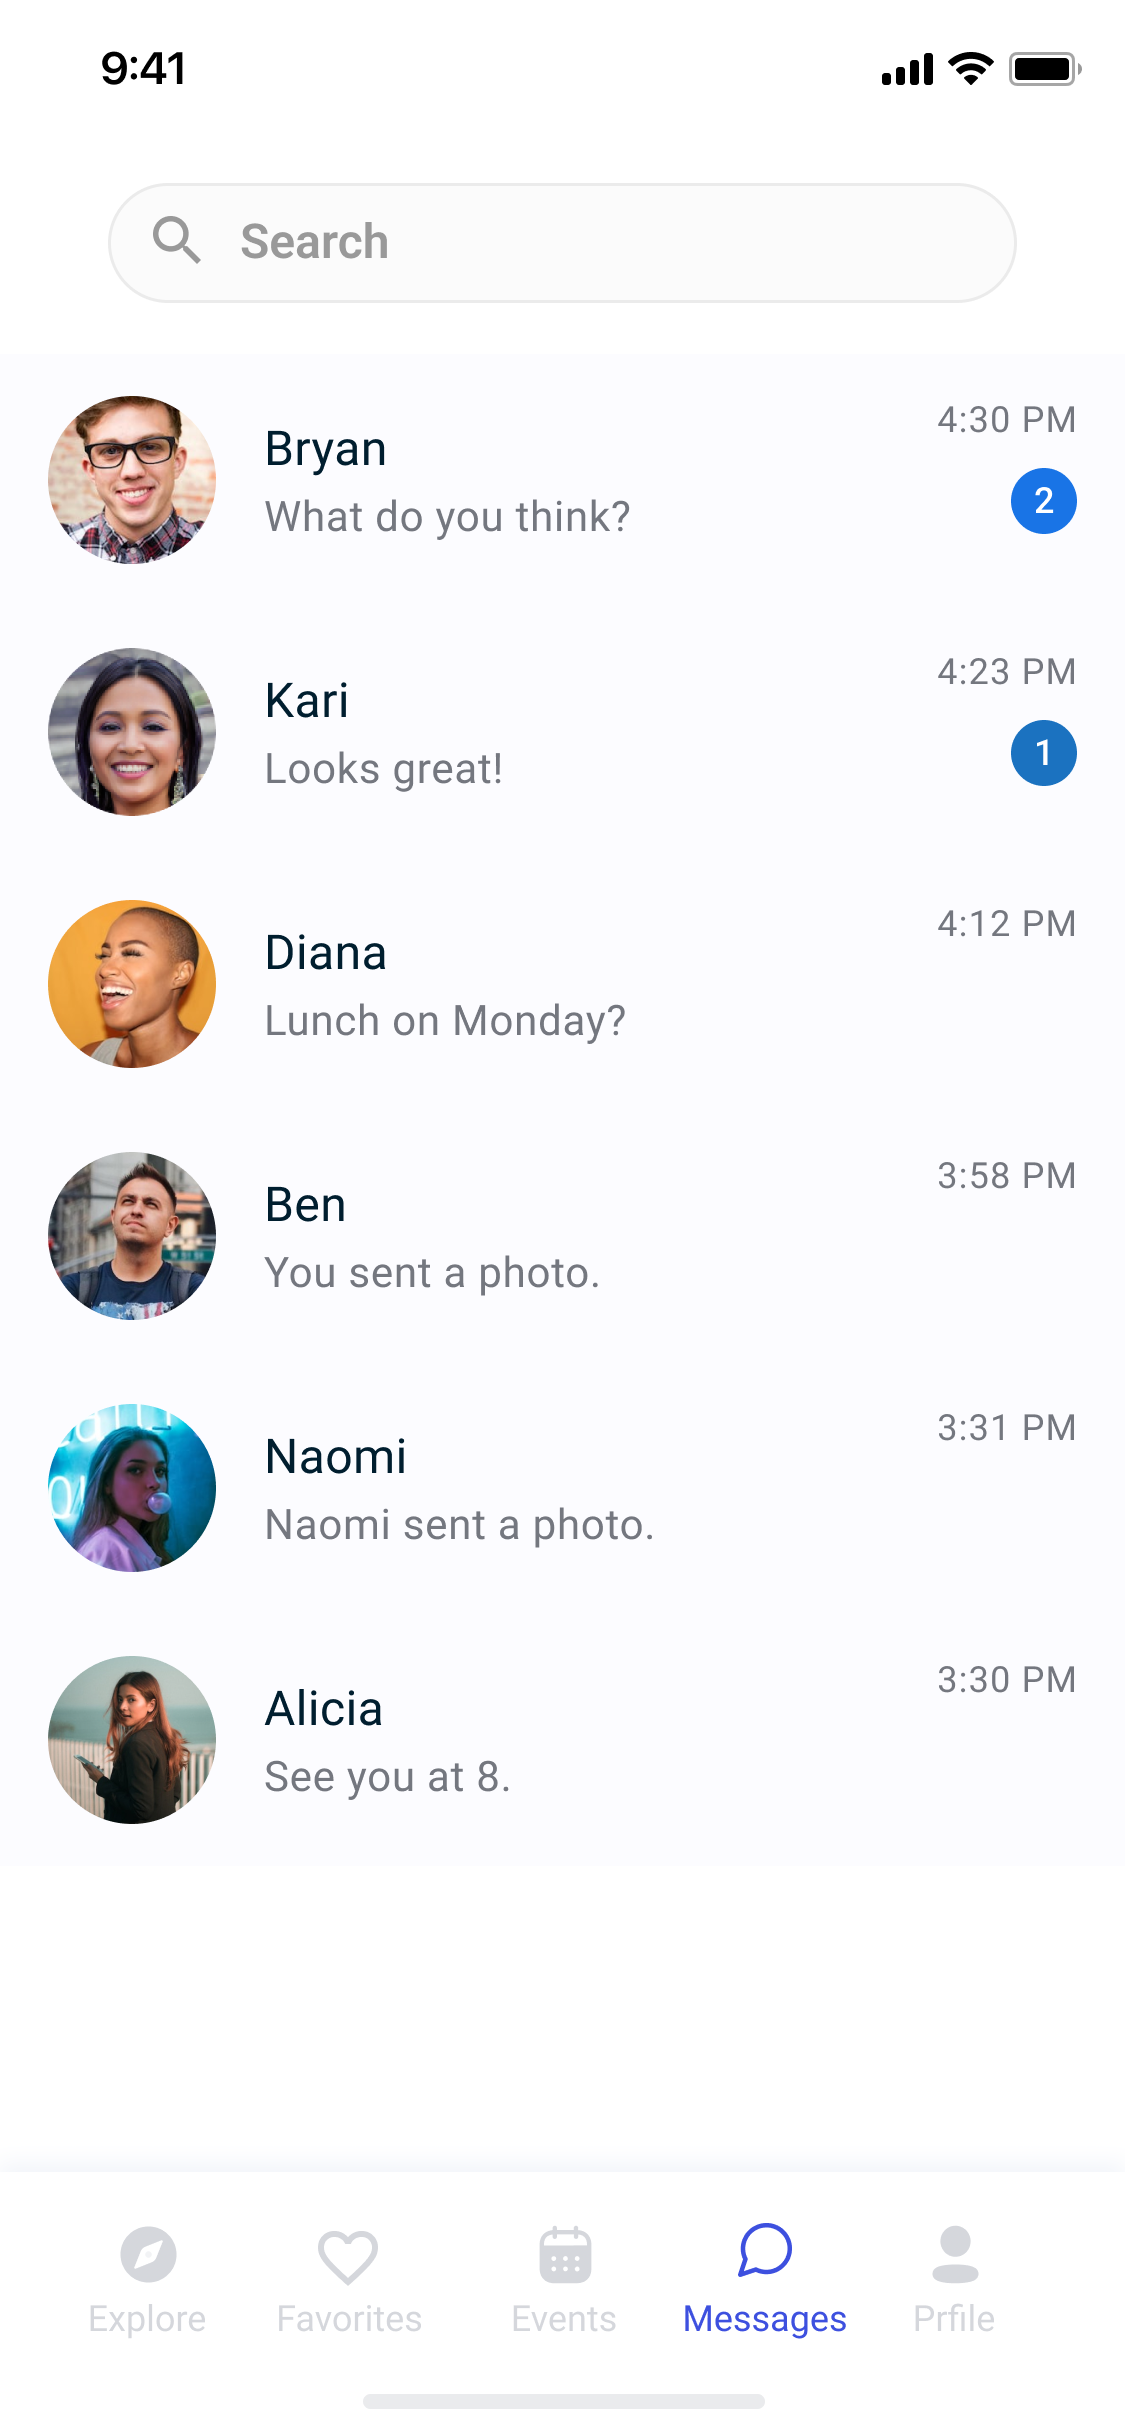 9:41
Search
Bryan
4:30 PM
What do you think?
2
Kari
4:23 PM
Looks great!
1
Diana
4:12 PM
Lunch on Monday?
Ben
3:58 PM
You sent a photo.
Naomi
3:31 PM
Naomi sent a photo.
Alicia
3:30 PM
See you at 8.
Explore
Favorites
Events
Messages
Prfile